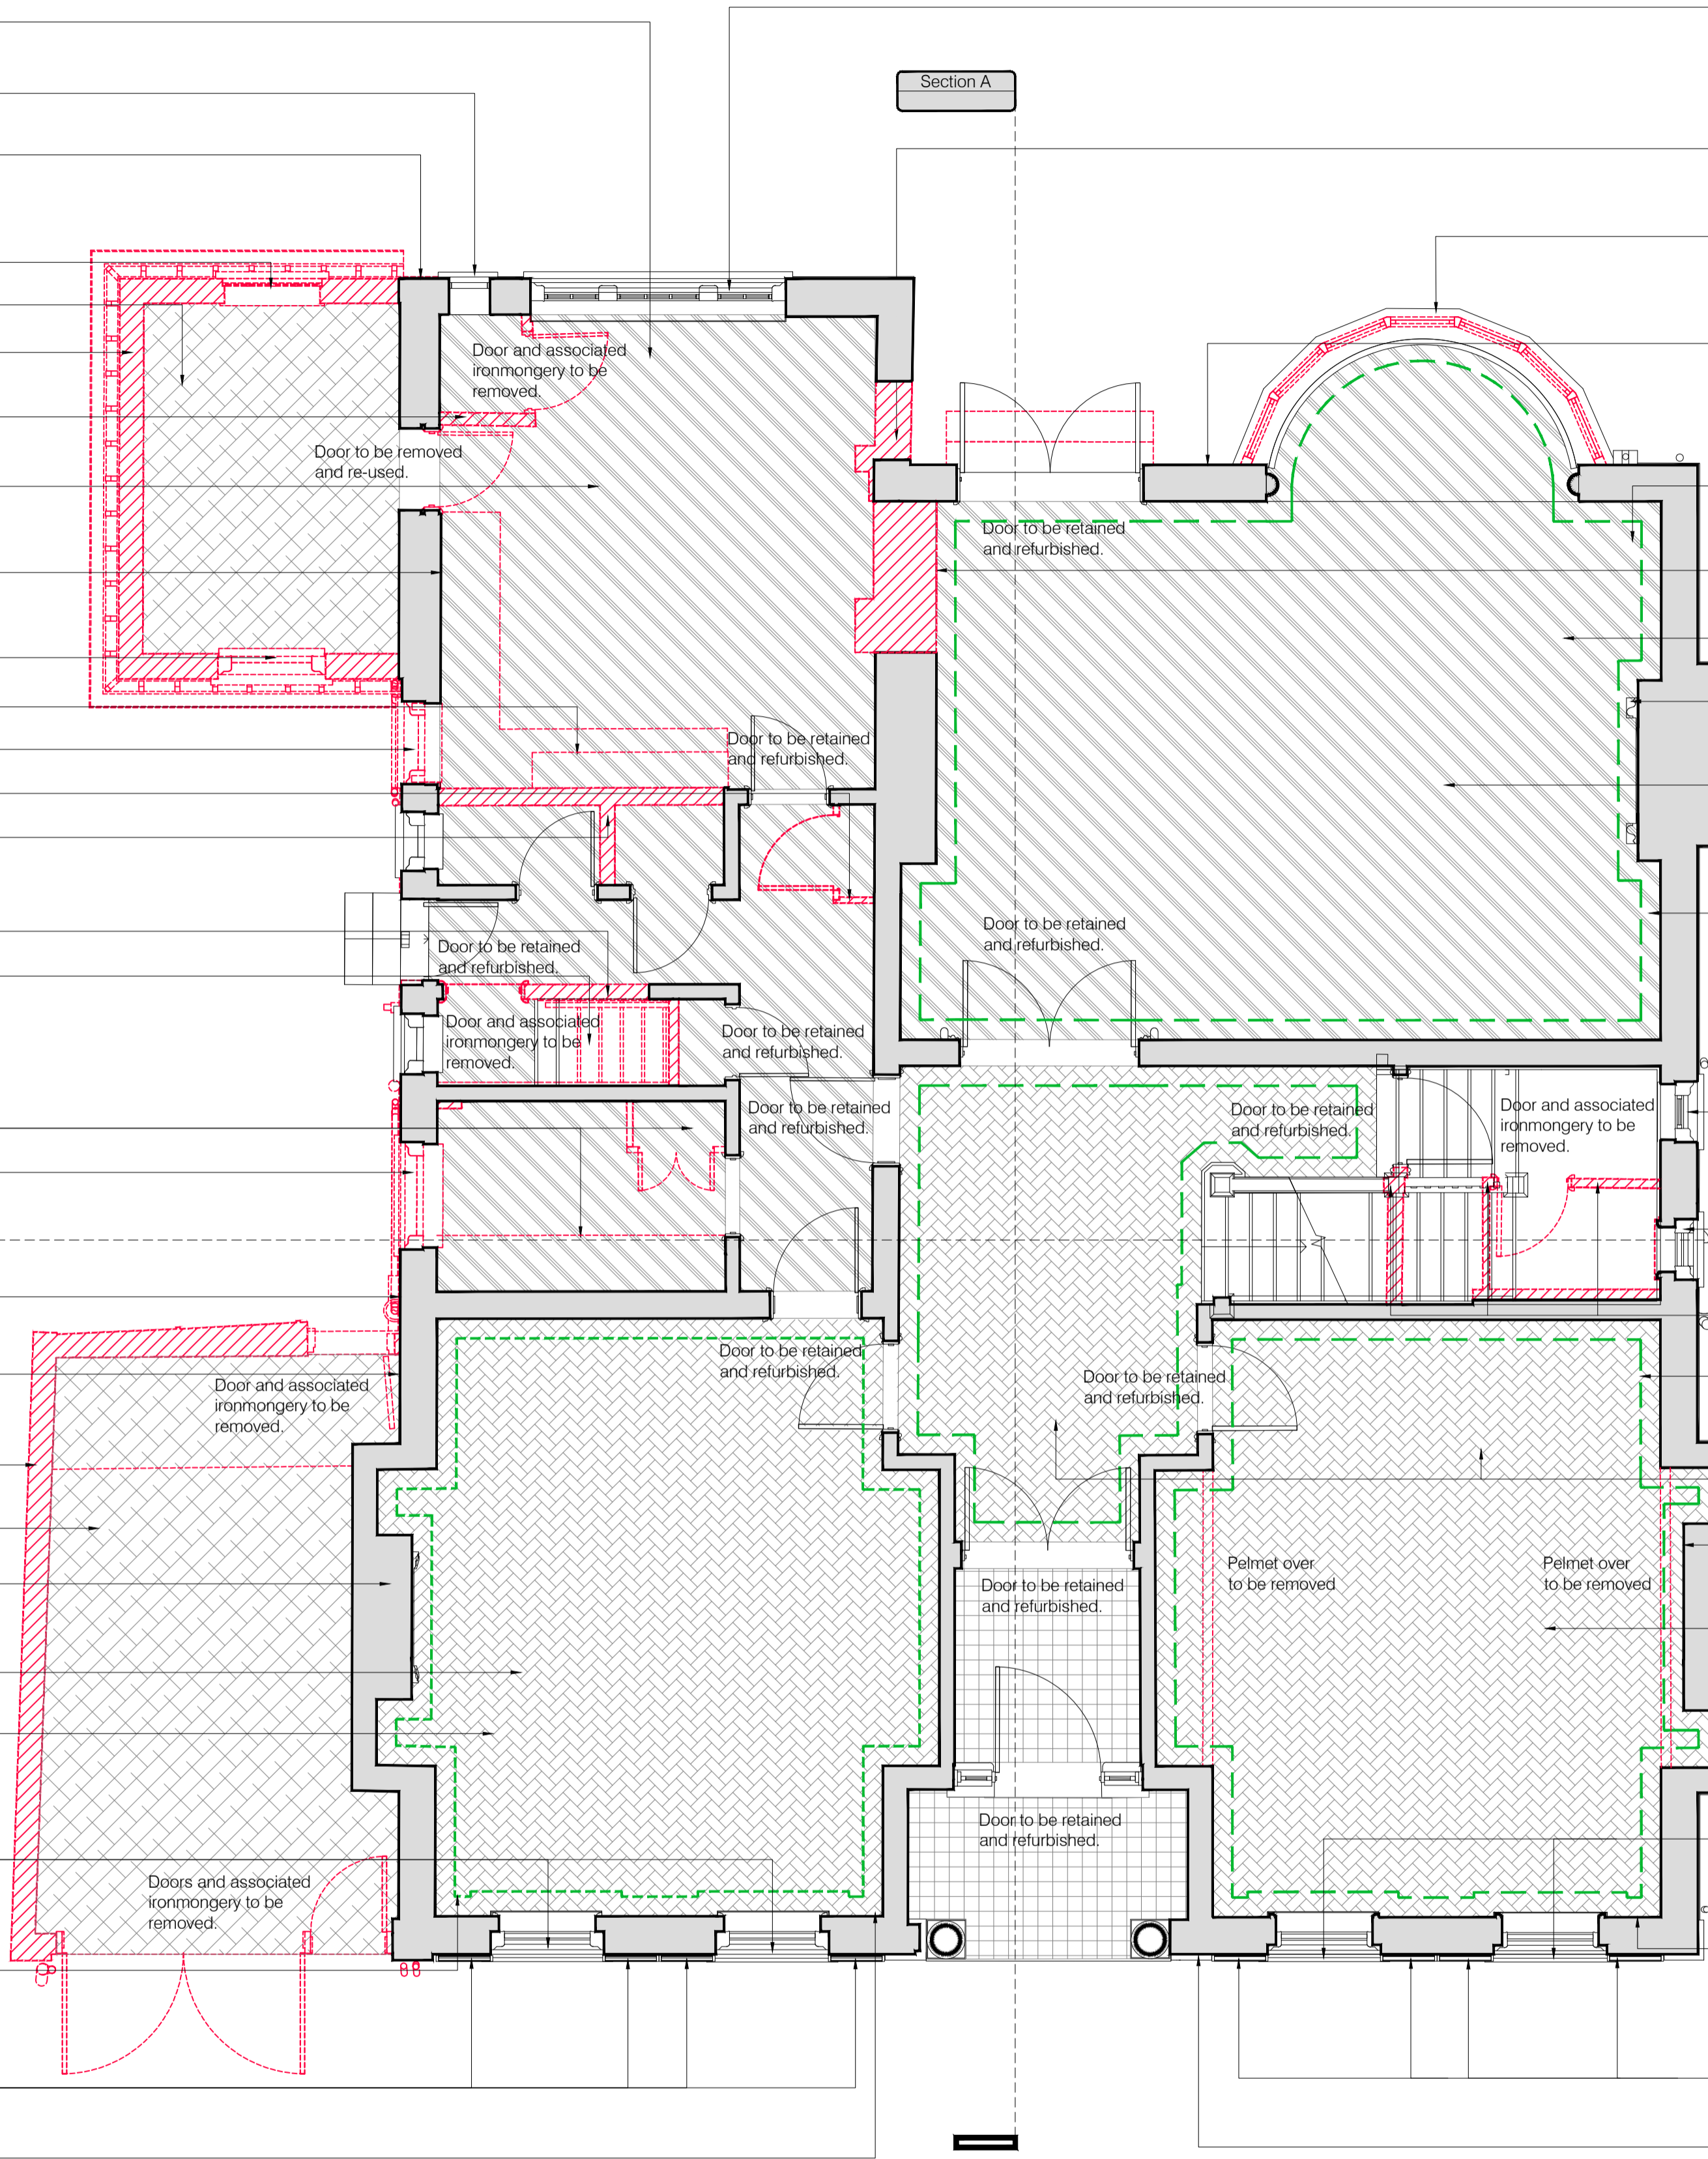 Section A
Door and associated
ironmongery to be
removed.
Door to be removed
and re-used.
Door to be retained
and refurbished.
Door to be retained
and refurbished.
Door to be retained
and refurbished.
Door to be retained
and refurbished.
Door and associated
ironmongery to be
removed.
Door to be retained
and refurbished.
Door to be retained
and refurbished.
Door to be retained
and refurbished.
Door and associated
ironmongery to be
removed.
Door to be retained
and refurbished.
Door to be retained
and refurbished.
Door and associated
ironmongery to be
removed.
Pelmet over
to be removed
Pelmet over
to be removed
Door to be retained
and refurbished.
Door to be retained
and refurbished.
Doors and associated
ironmongery to be
removed.